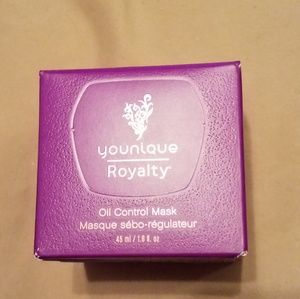 younique
Royalty
Oil Control Mask
Masque sébo-régulateur
45 ml / 1.6 fl. oz